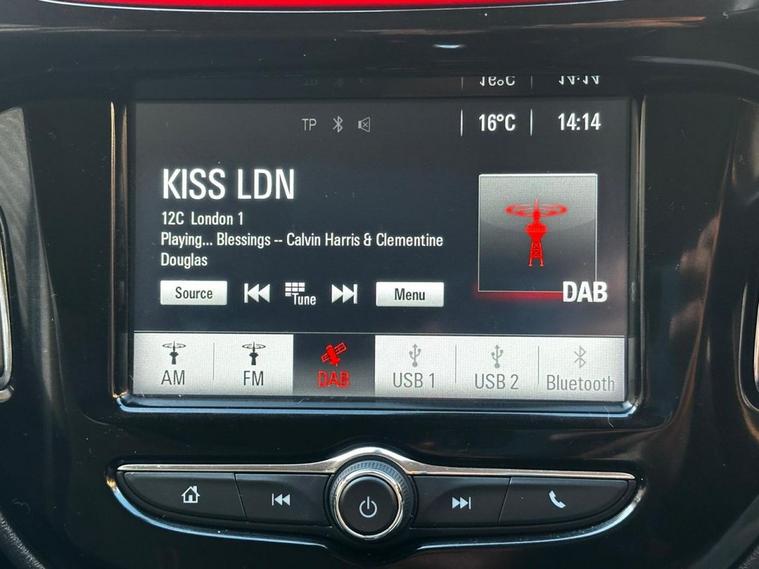 TP 16°C 14:14
KISS LDN
12C London 1
Playing... Blessings -- Calvin Harris & Clementine
Douglas
Source Tune Menu
DAB
AM FM DAB USB 1 USB 2 Bluetooth